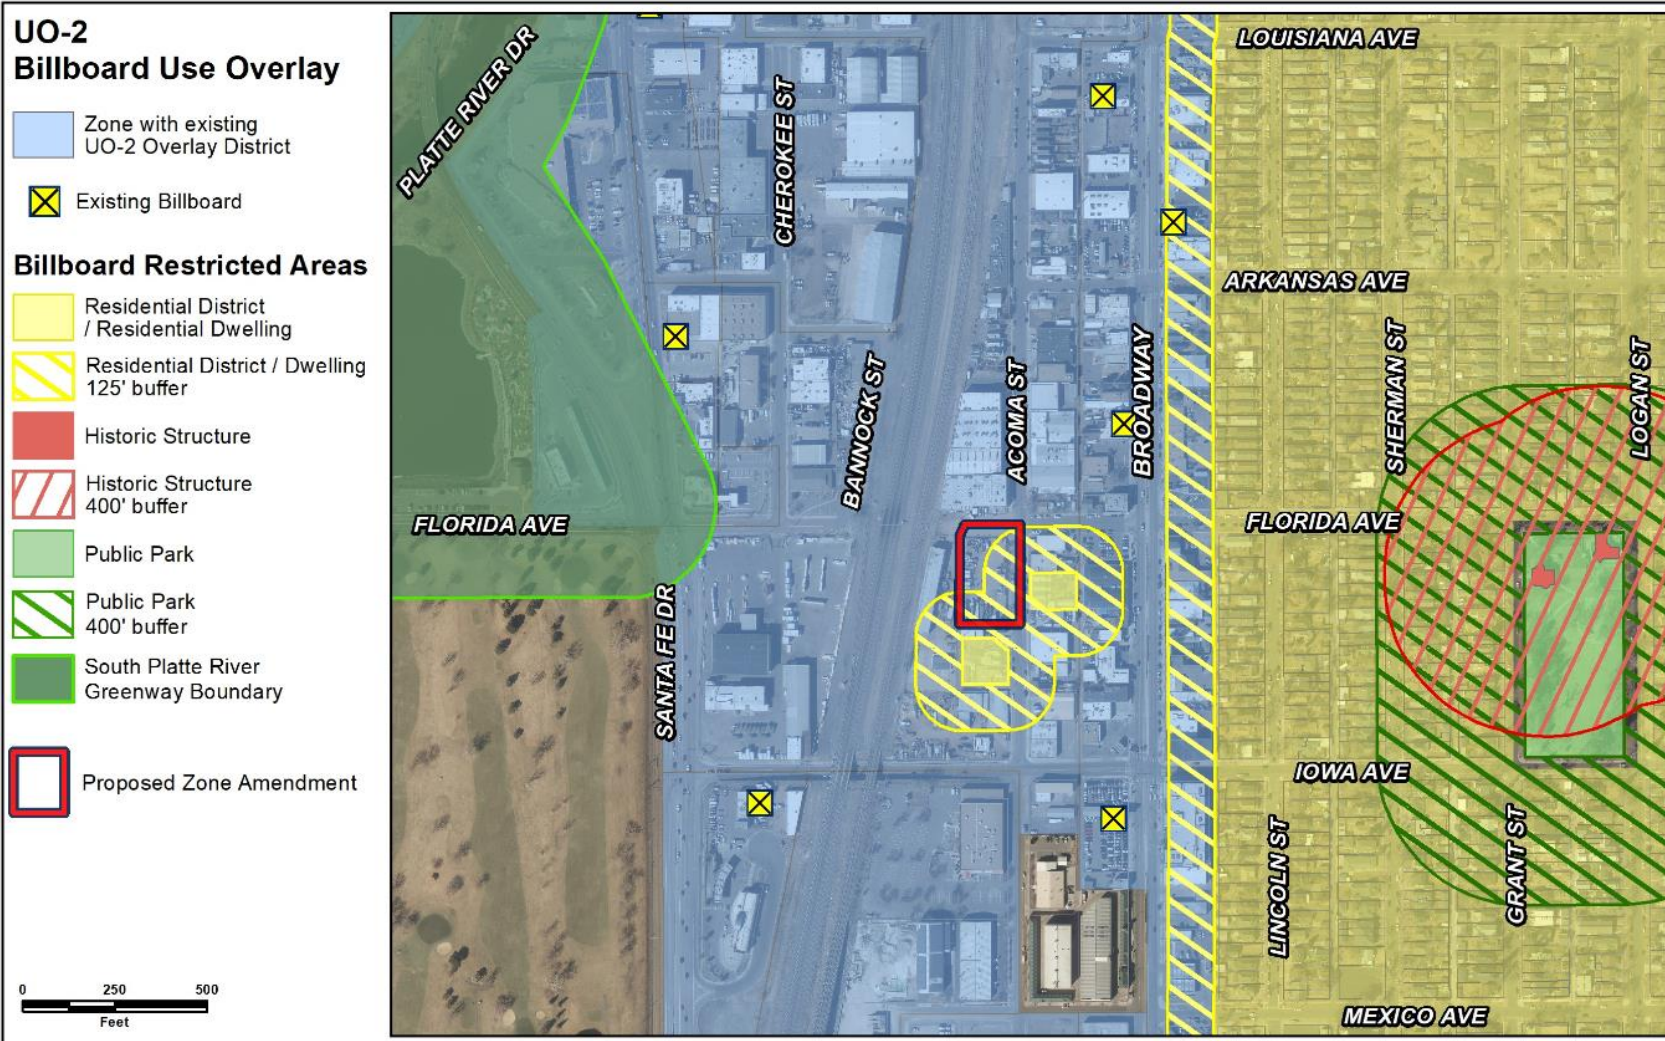 UO-2
Billboard Use Overlay
Zone with existing
UO-2 Overlay District
Existing Billboard
Billboard Restricted Areas
Residential District
/ Residential Dwelling
Residential District / Dwelling
125' buffer
Historic Structure
Historic Structure
400' buffer
Public Park
Public Park
400' buffer
South Platte River
Greenway Boundary
Proposed Zone Amendment
0 250 500
Feet
PLATTE RIVER DR
CHEROKEE ST
LOUISIANA AVE
ARKANSAS AVE
BANNOCK ST
ACOMA ST
BROADWAY
SHERMAN ST
LOGAN ST
FLORIDA AVE
FLORIDA AVE
SANTA FE DR
IOWA AVE
LINCOLN ST
GRANT ST
MEXICO AVE